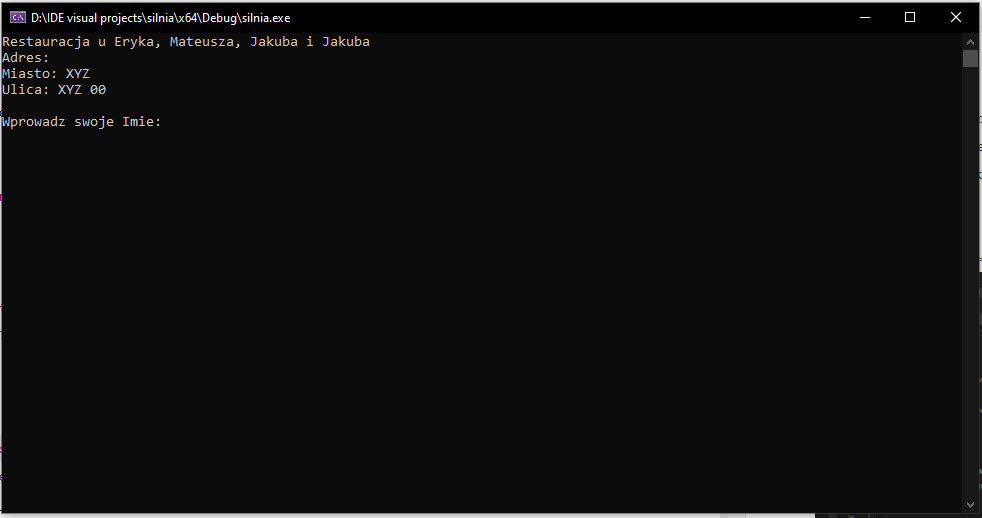 D:\IDE visual projects\silnia\x64\Debug\silnia.exe
Restauracja u Eryka, Mateusza, Jakuba i Jakuba
Adres:
Miasto: XYZ
Ulica: XYZ 00
Wprowadz swoje Imie: